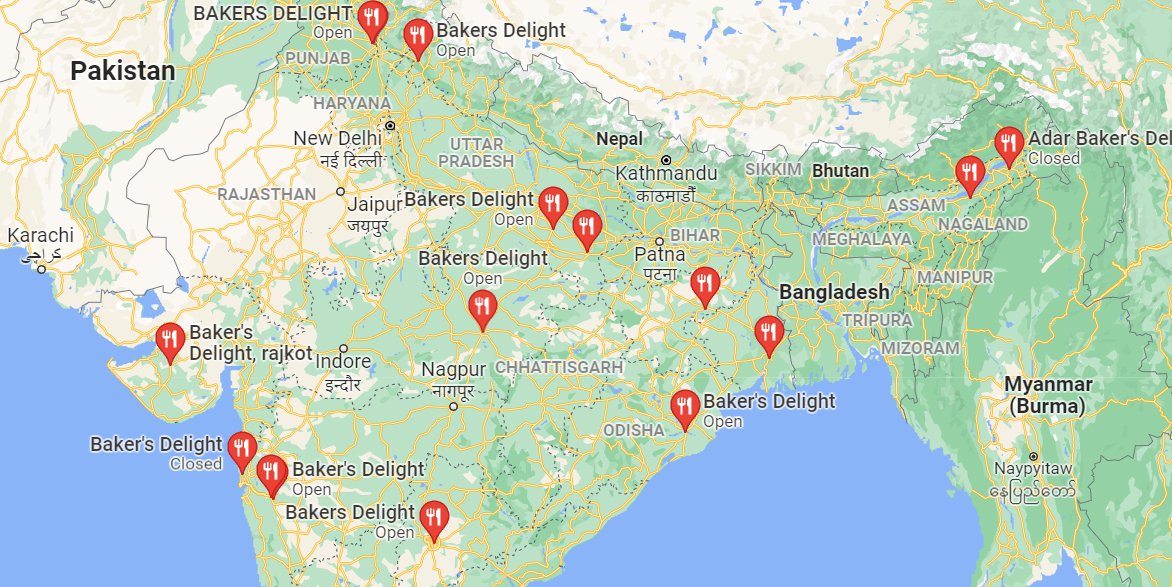 BAKERS DELIGHT
Open
Bakers Delight
Open
PUNJAB
Pakistan
HARYANA
New Delhi
नई दिल्ली
UTTAR
PRADESH
Nepal
Kathmandu
काठमाडौं
SIKKIM
Bhutan
Adar Baker's Del
Closed
RAJASTHAN
Jaipur
जयपुर
Bakers Delight
Open
ASSAM
NAGALAND
Karachi
کراچی
BIHAR
Patna
पटना
MEGHALAYA
Bakers Delight
Open
MANIPUR
Bangladesh
TRIPURA
MIZORAM
Baker's
Delight, rajkot
Indore
इन्दौर
Nagpur
नागपूर
CHHATTISGARH
Myanmar
(Burma)
Baker's Delight
Open
ODISHA
Baker's Delight
Closed
Baker's Delight
Open
Naypyitaw
နေပြည်တော်
Bakers Delight
Open